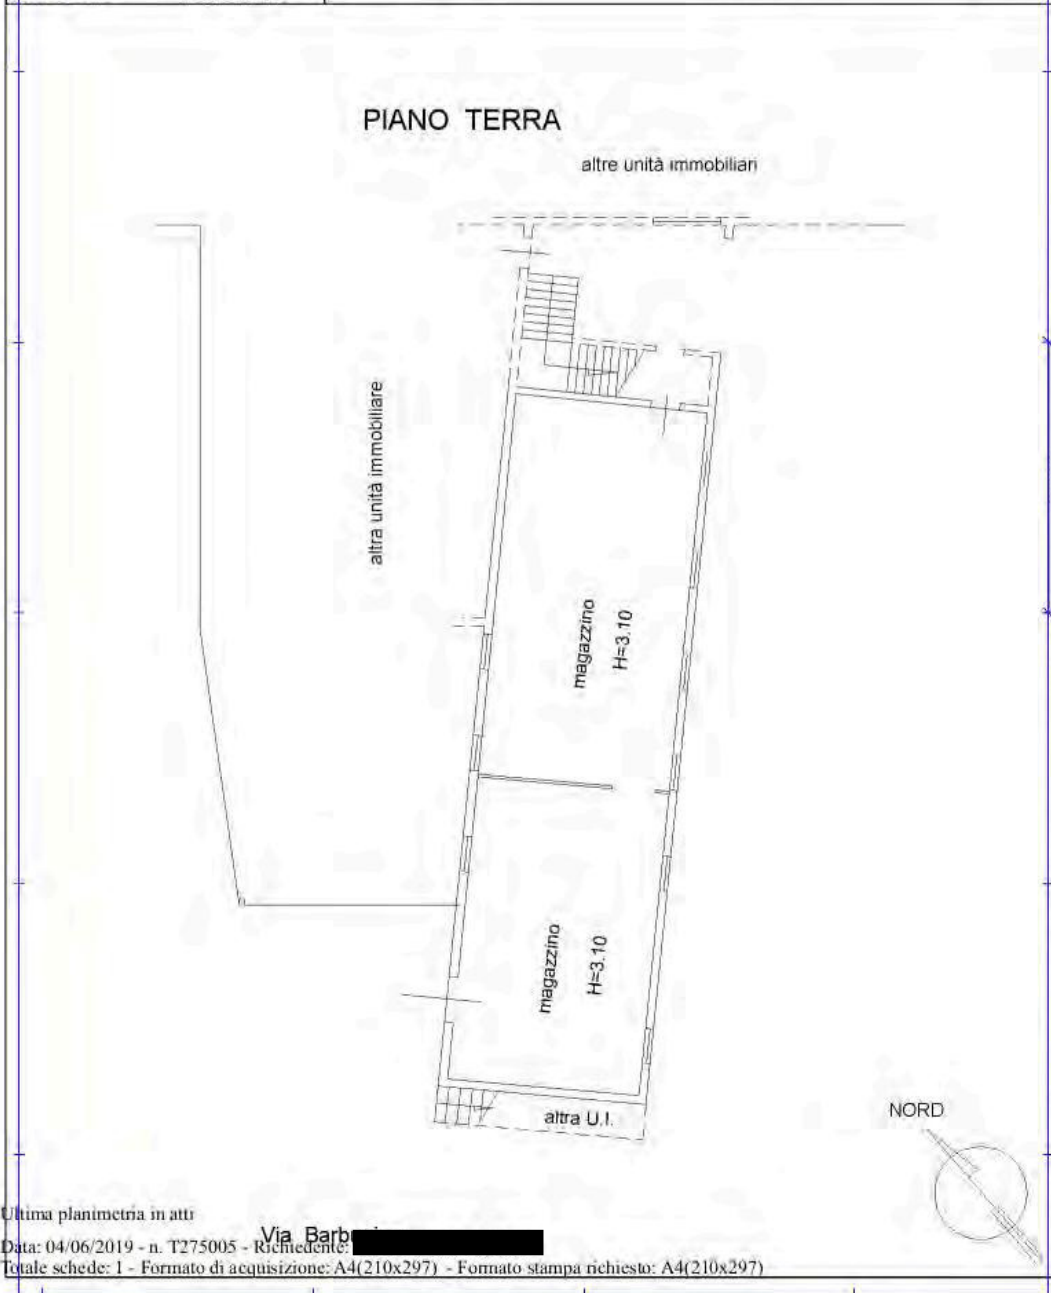 PIANO TERRA
altre unità immobiliari
altra unità immobiliare
magazzino
H=3.10
magazzino
H=3.10
altra U.I.
NORD
Ultima planimetria in atti
Via
Data: 04/06/2019 - n. T275005 - Richiedente:
Totale schede: 1 - Formato di acquisizione: A4(210x297) - Formato stampa richiesto: A4(210x297)